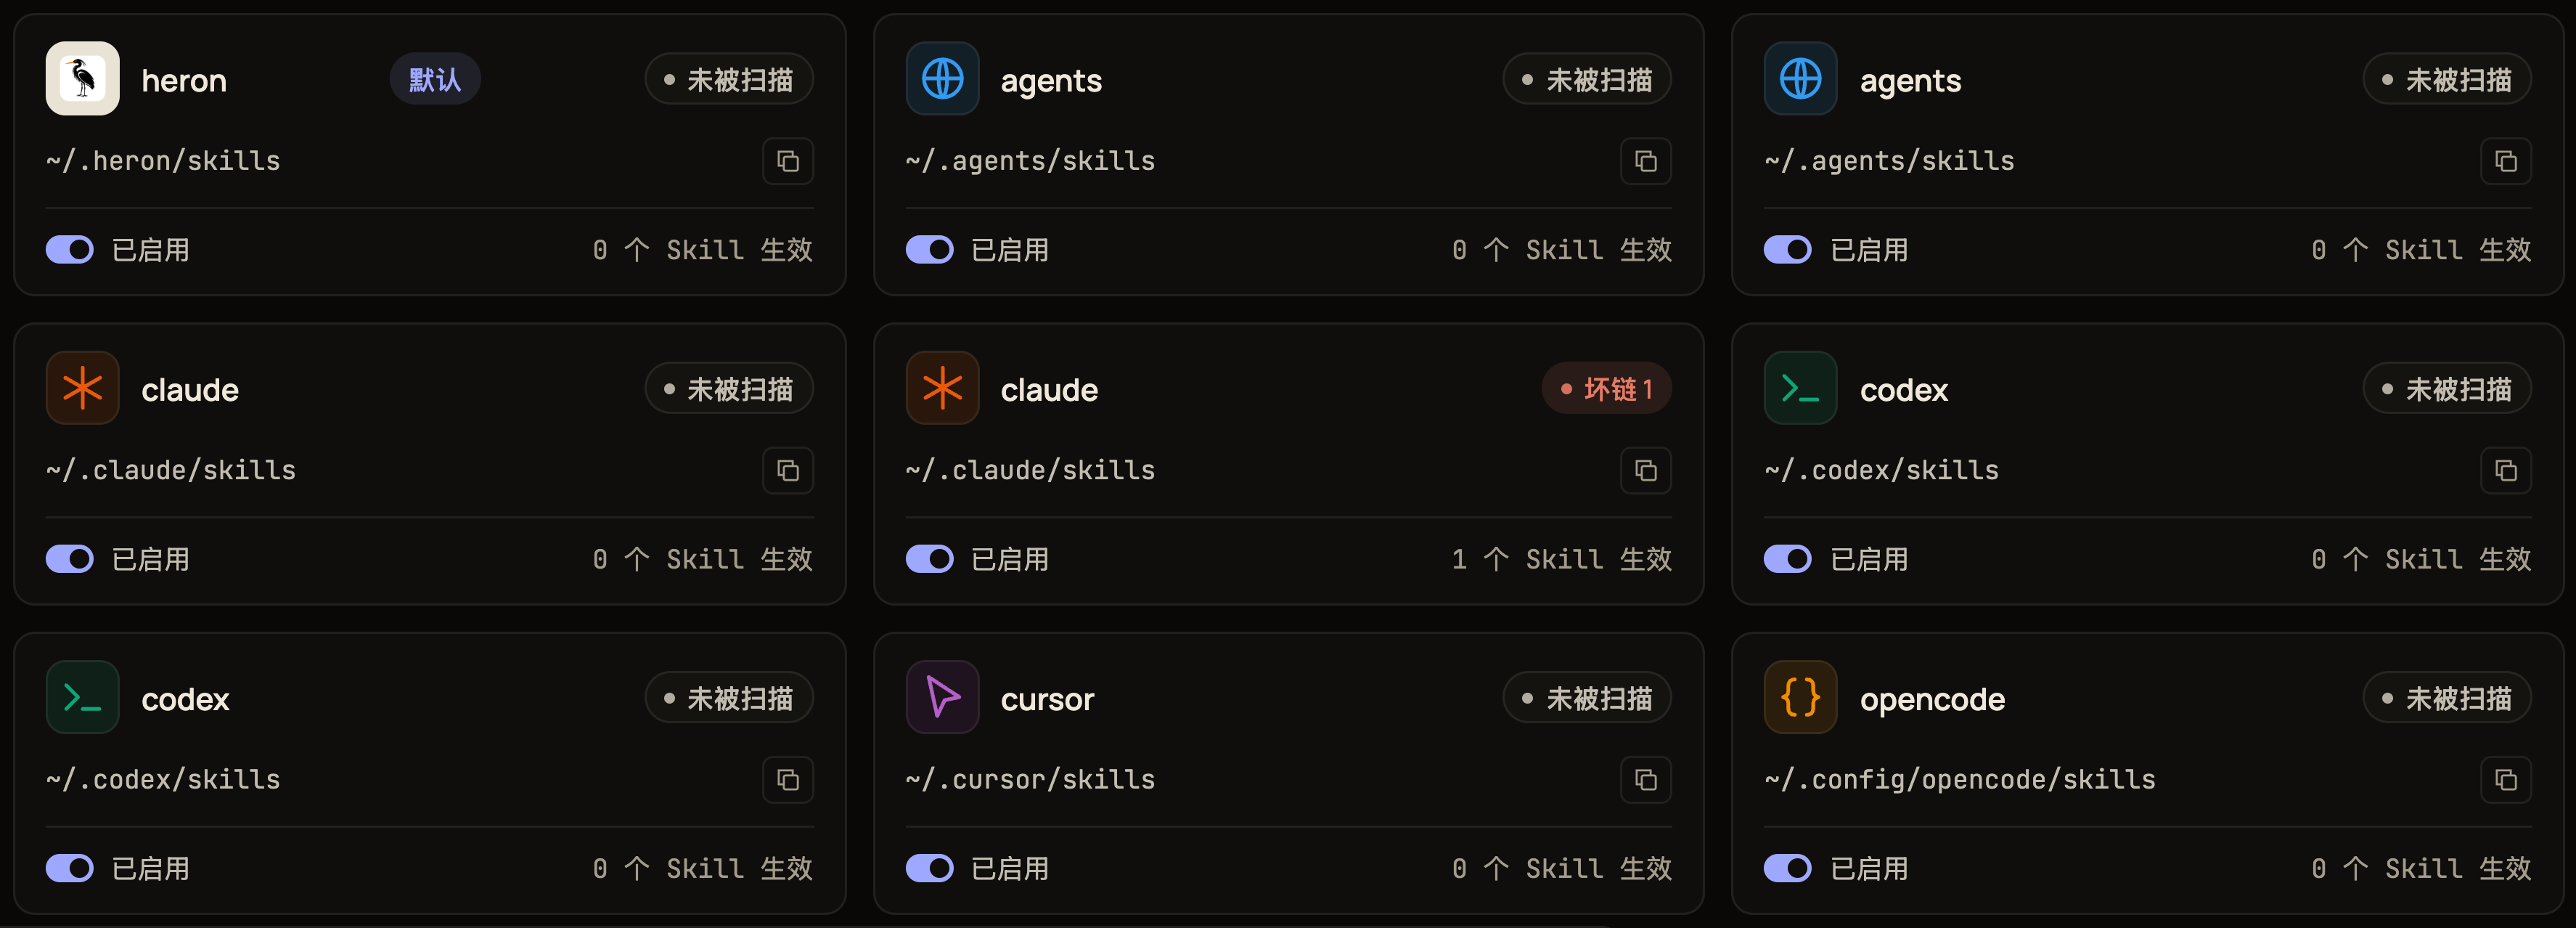 heron 默认 未被扫描
~/.heron/skills
已启用 0 个 Skill 生效
agents 未被扫描
~/.agents/skills
已启用 0 个 Skill 生效
agents 未被扫描
~/.agents/skills
已启用 0 个 Skill 生效
claude 未被扫描
~/.claude/skills
已启用 0 个 Skill 生效
claude 坏链 1
~/.claude/skills
已启用 1 个 Skill 生效
codex 未被扫描
~/.codex/skills
已启用 0 个 Skill 生效
codex 未被扫描
~/.codex/skills
已启用 0 个 Skill 生效
cursor 未被扫描
~/.cursor/skills
已启用 0 个 Skill 生效
opencode 未被扫描
~/.config/opencode/skills
已启用 0 个 Skill 生效